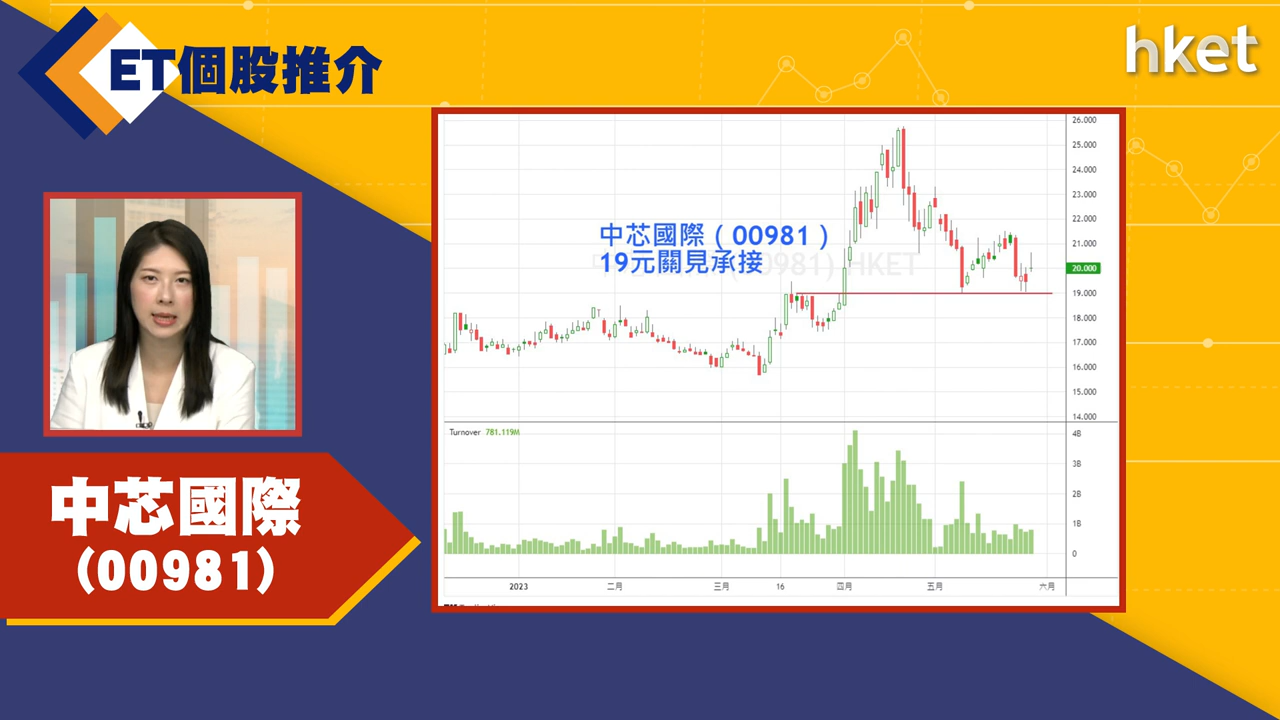 ET個股推介
hket
中芯國際
(00981)
中芯國際（00981）
19元關見承接
(00981) HKET
26.000
25.000
24.000
23.000
22.000
21.000
20.000
19.000
18.000
17.000
16.000
15.000
14.000
Turnover 781.119M
4B
3B
2B
1B
0
2023
二月
三月
16
四月
五月
六月